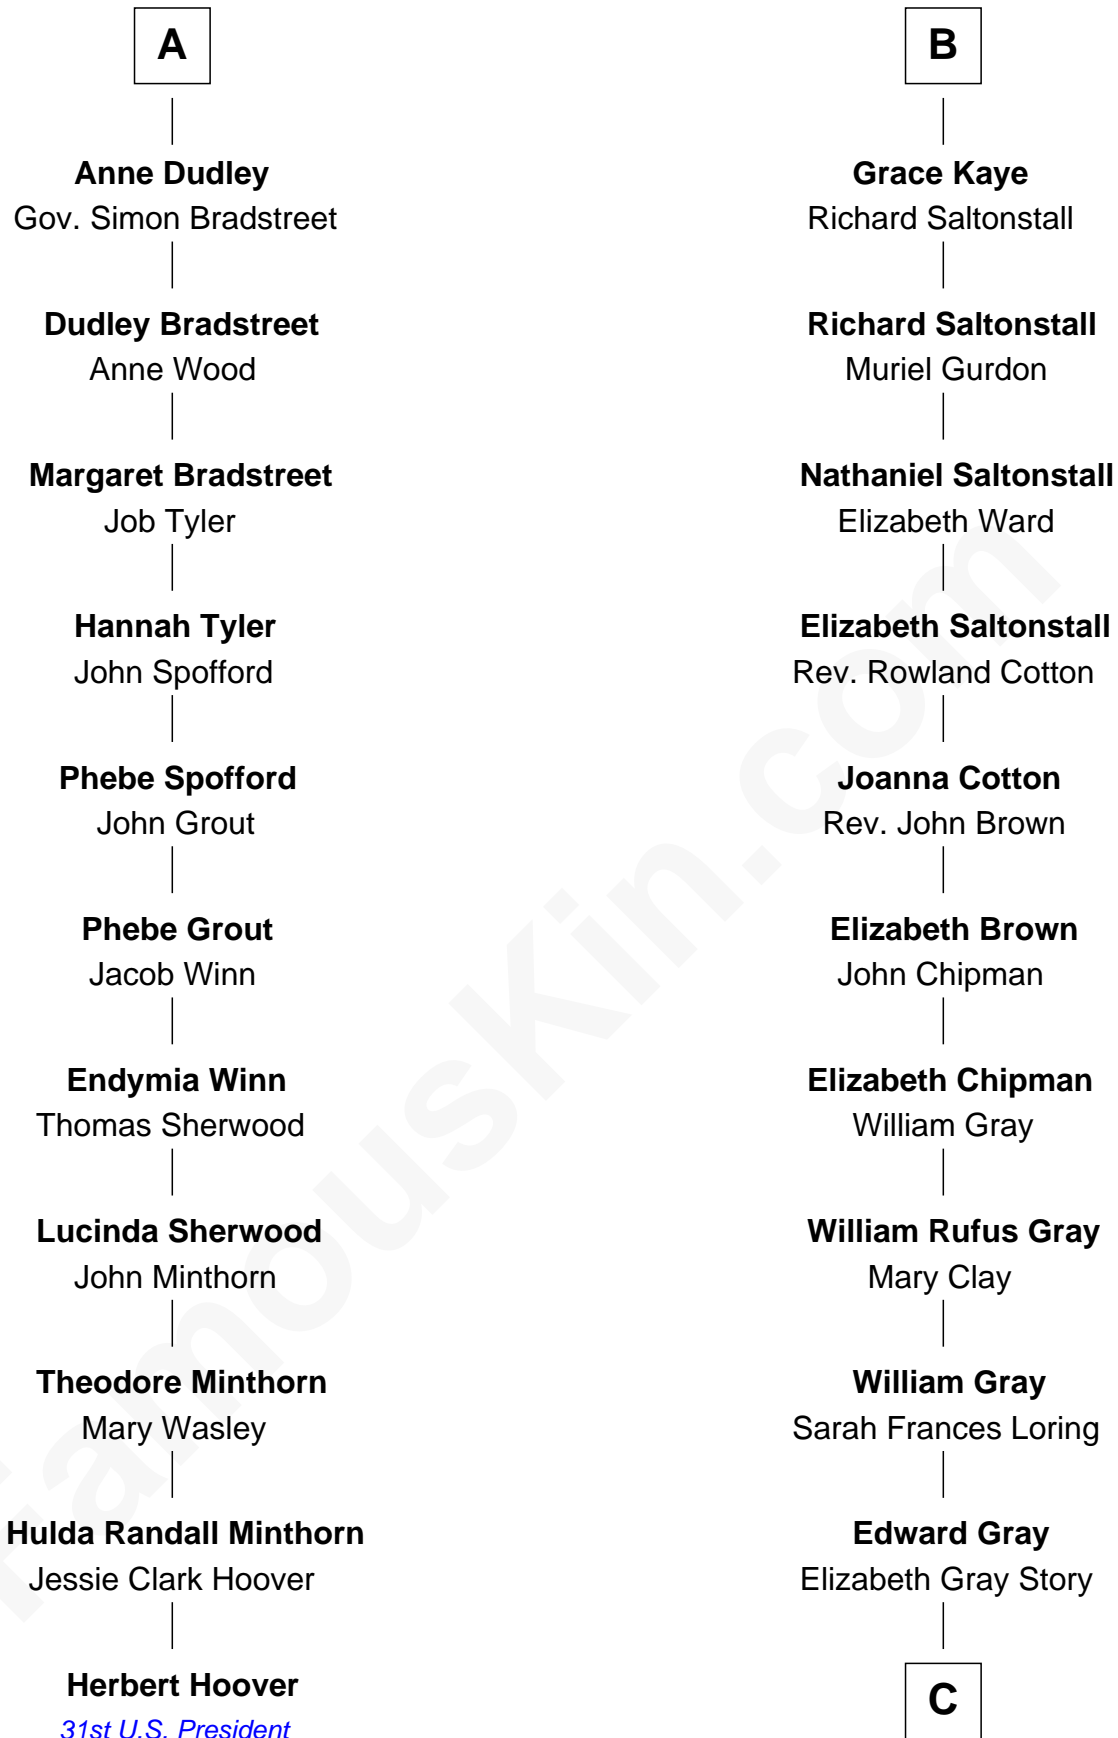 A
Anne Dudley
Gov. Simon Bradstreet
Dudley Bradstreet
Anne Wood
Margaret Bradstreet
Job Tyler
Hannah Tyler
John Spofford
Phebe Spofford
John Grout
Phebe Grout
Jacob Winn
Endymia Winn
Thomas Sherwood
Lucinda Sherwood
John Minthorn
Theodore Minthorn
Mary Wasley
Hulda Randall Minthorn
Jessie Clark Hoover
Herbert Hoover
31st U.S. President
B
Grace Kaye
Richard Saltonstall
Richard Saltonstall
Muriel Gurdon
Nathaniel Saltonstall
Elizabeth Ward
Elizabeth Saltonstall
Rev. Rowland Cotton
Joanna Cotton
Rev. John Brown
Elizabeth Brown
John Chipman
Elizabeth Chipman
William Gray
William Rufus Gray
Mary Clay
William Gray
Sarah Frances Loring
Edward Gray
Elizabeth Gray Story
C
FamousKin.com